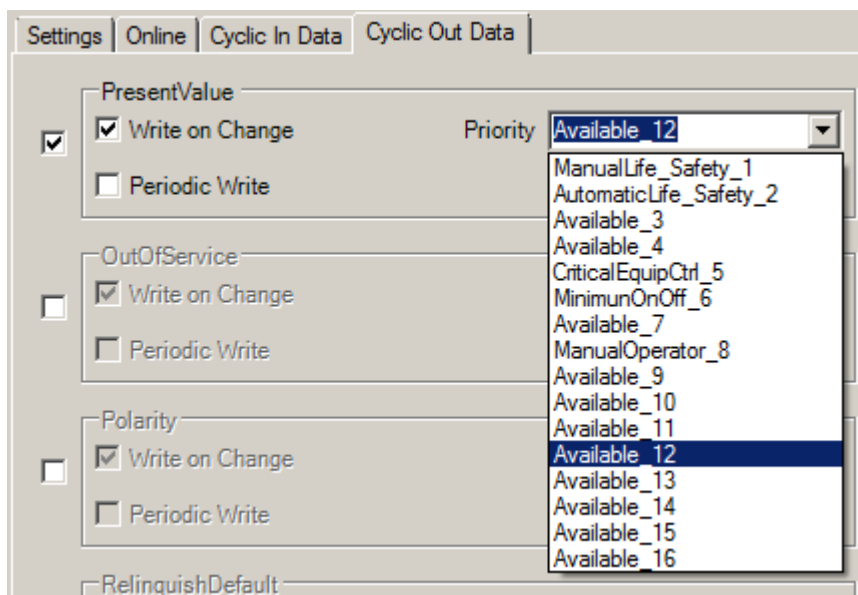 Settings Online Cyclic In Data Cyclic Out Data
PresentValue
Write on Change Priority Available_12
Periodic Write
ManualLife_Safety_1
AutomaticLife_Safety_2
Available_3
Available_4
CriticalEquipCtrl_5
MinimunOnOff_6
Available_7
ManualOperator_8
Available_9
Available_10
Available_11
Available_12
Available_13
Available_14
Available_15
Available_16
OutOfService
Write on Change
Periodic Write
Polarity
Write on Change
Periodic Write
RelinquishDefault